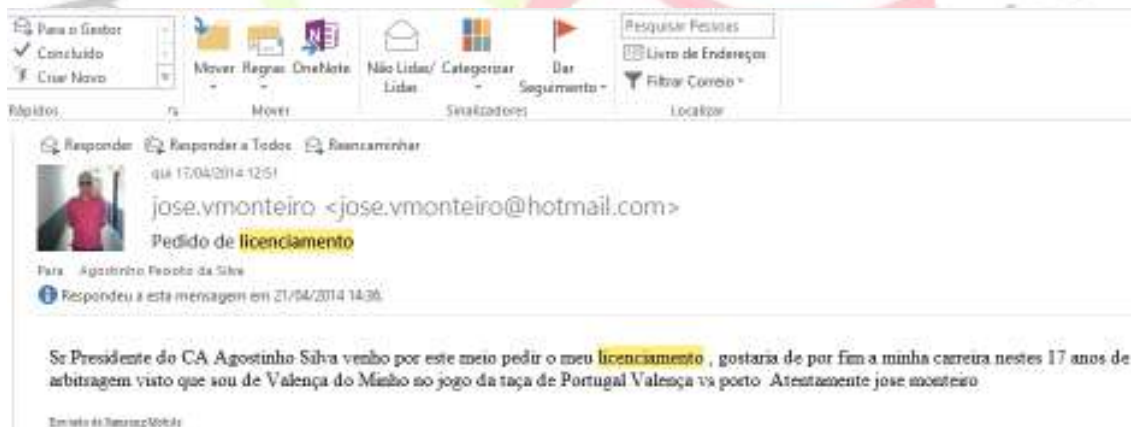 Para o Gestor
Concluído
Criar Novo
Rápidos
Mover Regras OneNote
Mover
Não Lidas/ Lidas
Categorizar
Dar Seguimento
Sinalizadores
Pesquisar Pessoas
Livro de Endereços
Filtrar Correio
Localizar
Responder Responder a Todos Reencaminhar
qui 17/04/2014 12:51
jose.vmonteiro <jose.vmonteiro@hotmail.com>
Pedido de licenciamento
Para Agostinho Peixoto da Silva
Respondeu a esta mensagem em 21/04/2014 14:36.
Sr Presidente do CA Agostinho Silva venho por este meio pedir o meu licenciamento , gostaria de por fim a minha carreira nestes 17 anos de
arbitragem visto que sou de Valença do Minho no jogo da taça de Portugal Valença vs porto Atentamente jose monteiro